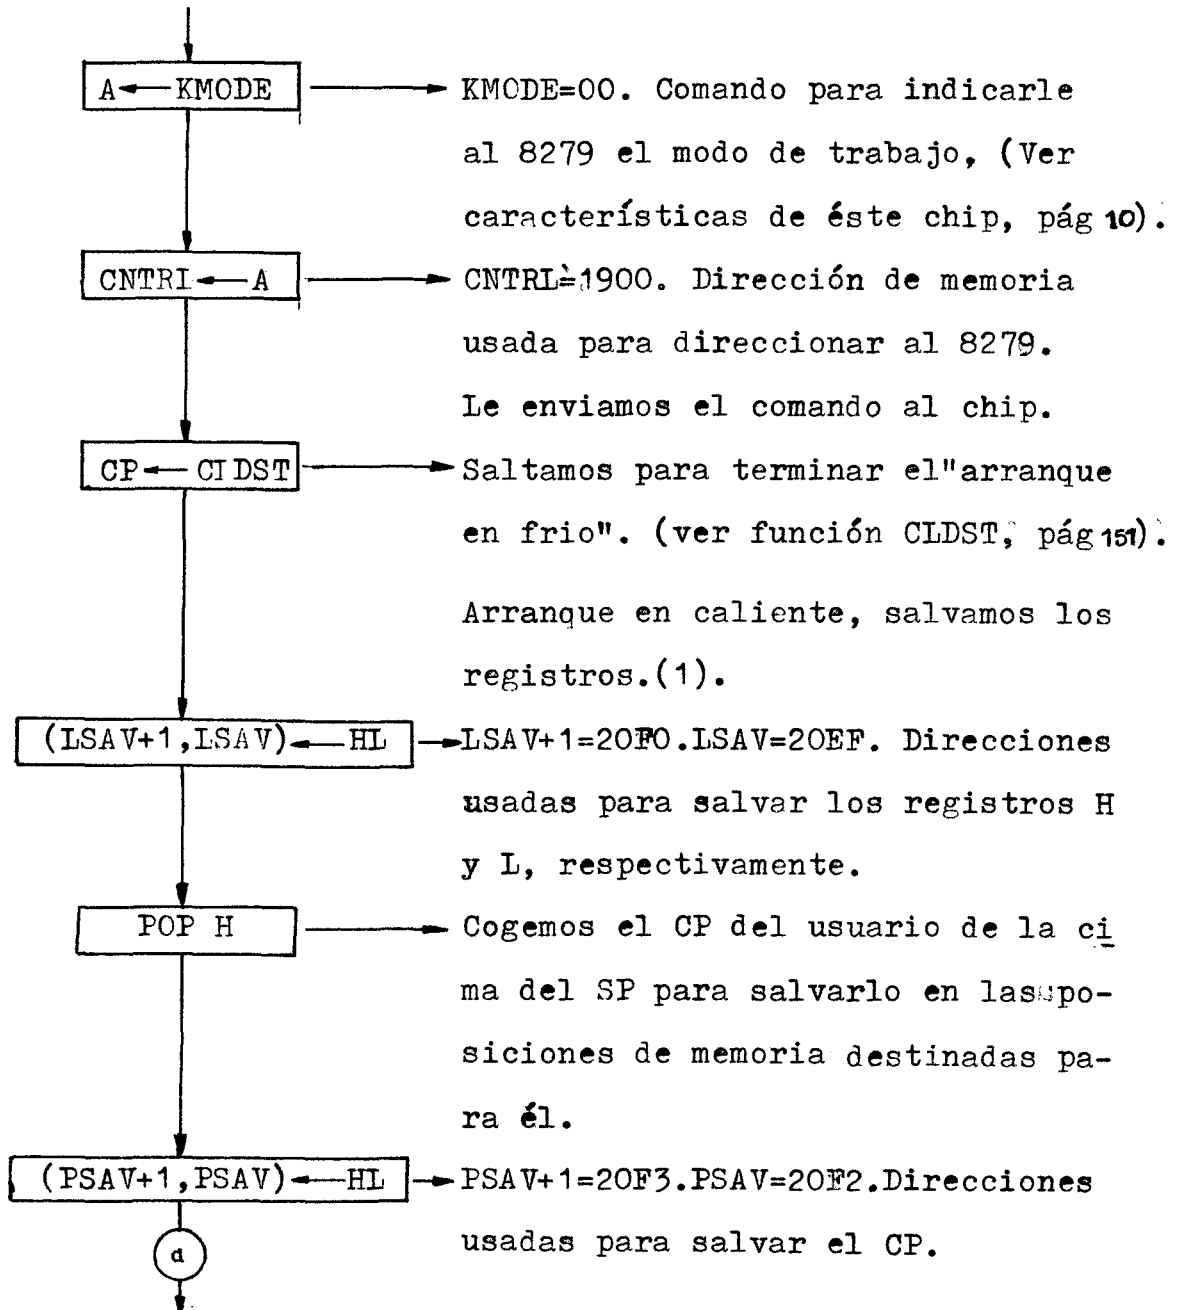 A←KMODE
KMODE=00. Comando para indicarle
al 8279 el modo de trabajo, (Ver
características de éste chip, pág 10).
CNTRL←A
CNTRL=1900. Dirección de memoria
usada para direccionar al 8279.
Le enviamos el comando al chip.
CP←CLDST
Saltamos para terminar el"arranque
en frio". (ver función CLDST, pág 151).
Arranque en caliente, salvamos los
registros.(1).
(LSAV+1,LSAV)←HL
LSAV+1=20F0.LSAV=20EF. Direcciones
usadas para salvar los registros H
y L, respectivamente.
POP H
Cogemos el CP del usuario de la ci
ma del SP para salvarlo en las po-
siciones de memoria destinadas pa-
ra él.
(PSAV+1,PSAV)←HL
PSAV+1=20F3.PSAV=20F2.Direcciones
usadas para salvar el CP.
d